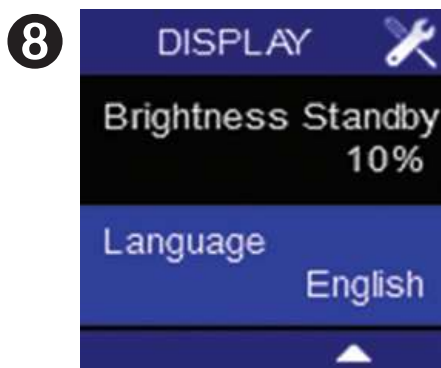 8
DISPLAY
Brightness Standby
10%
Language
English